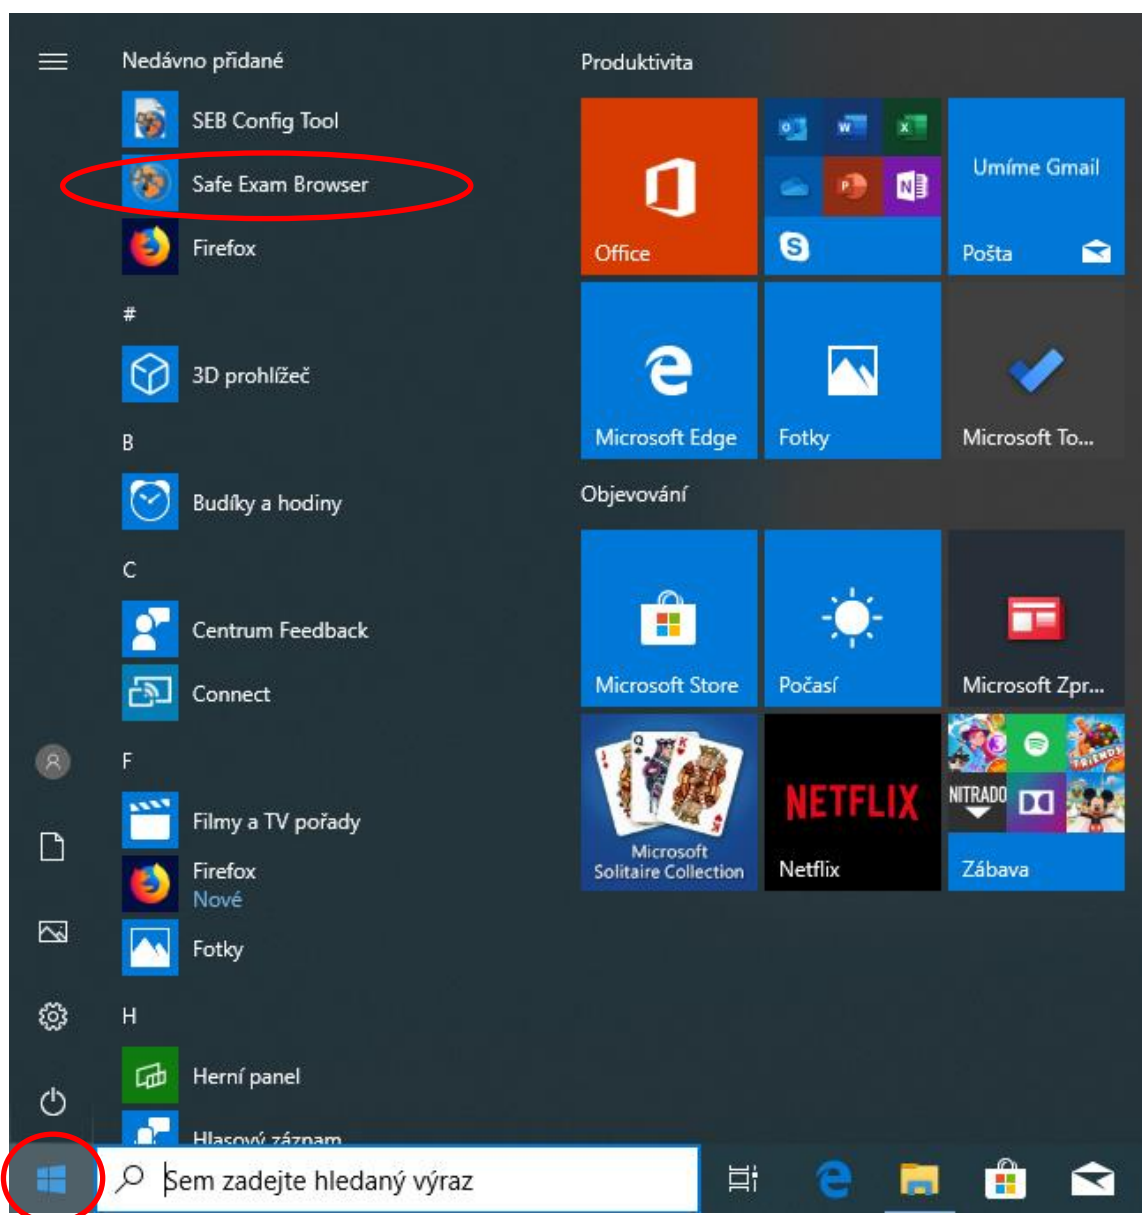 Nedávno přidané
SEB Config Tool
Safe Exam Browser
Firefox
#
3D prohlížeč
B
Budíky a hodiny
C
Centrum Feedback
Connect
F
Filmy a TV pořady
Firefox
Nové
Fotky
H
Herní panel
Hlasový záznam
Produktivita
Office
Umíme Gmail
Pošta
Microsoft Edge
Fotky
Microsoft To...
Objevování
Microsoft Store
Počasí
Microsoft Zpr...
Microsoft
Solitaire Collection
NETFLIX
Netflix
FRIENDS
NITRADO
Zábava
Sem zadejte hledaný výraz